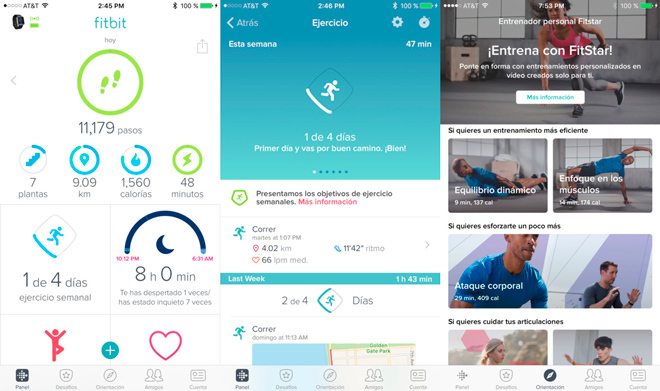 AT&T 2:45 PM 100 %
fitbit
hoy
11,179 pasos
7
plantas
9.09
km
1,560
calorías
48
minutos
1 de 4 días
ejercicio semanal
10:12 PM
6:31 AM
8 h 0 min
Te has despertado 1 veces/
has estado inquieto 7 veces
Panel
Desafíos
Orientación
Amigos
Cuenta
AT&T 2:46 PM 100 %
Atrás
Ejercicio
Esta semana
47 min
1 de 4 días
Primer día y vas por buen camino. ¡Bien!
Presentamos los objetivos de ejercicio
semanales. Más información
Correr
martes at 1:07 PM
4.02 km
11'42" ritmo
66 lpm med.
Last Week
1 h 43 min
2 de 4
Días
Correr
domingo at 11:13 AM
Golden
Gate Park
Panel
Desafíos
Orientación
Amigos
Cuenta
AT&T 7:53 PM 100 %
Entrenador personal Fitstar
¡Entrena con FitStar!
Ponte en forma con entrenamientos personalizados en
vídeo creados solo para ti.
Más información
Si quieres un entrenamiento más eficiente
Equilibrio dinámico
9 min, 137 cal
Enfoque en los
músculos
14 min, 174 cal
Si quieres esforzarte un poco más
Ataque corporal
29 min, 409 cal
Si quieres cuidar tus articulaciones
Panel
Desafíos
Orientación
Amigos
Cuenta